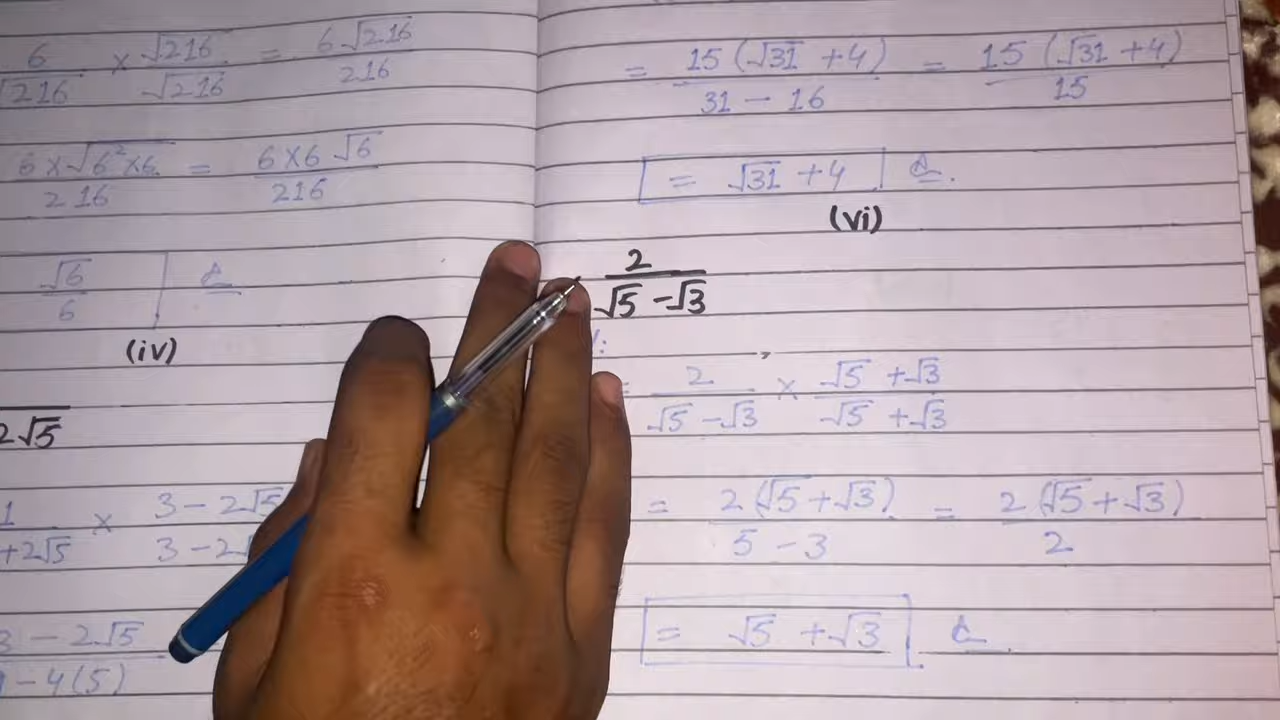 6/√216 × √216/√216 = 6√216/216
6×√6²×6/216 = 6×6√6/216
√6/6
(iv)
2√5
1/+2√5 × 3-2√5/3-2√
3-2√5/-4(5)
= 15(√31+4)/31-16 = 15(√31+4)/15
= √31+4
(vi)
2/√5-√3
= 2/√5-√3 × √5+√3/√5+√3
= 2(√5+√3)/5-3 = 2(√5+√3)/2
= √5+√3